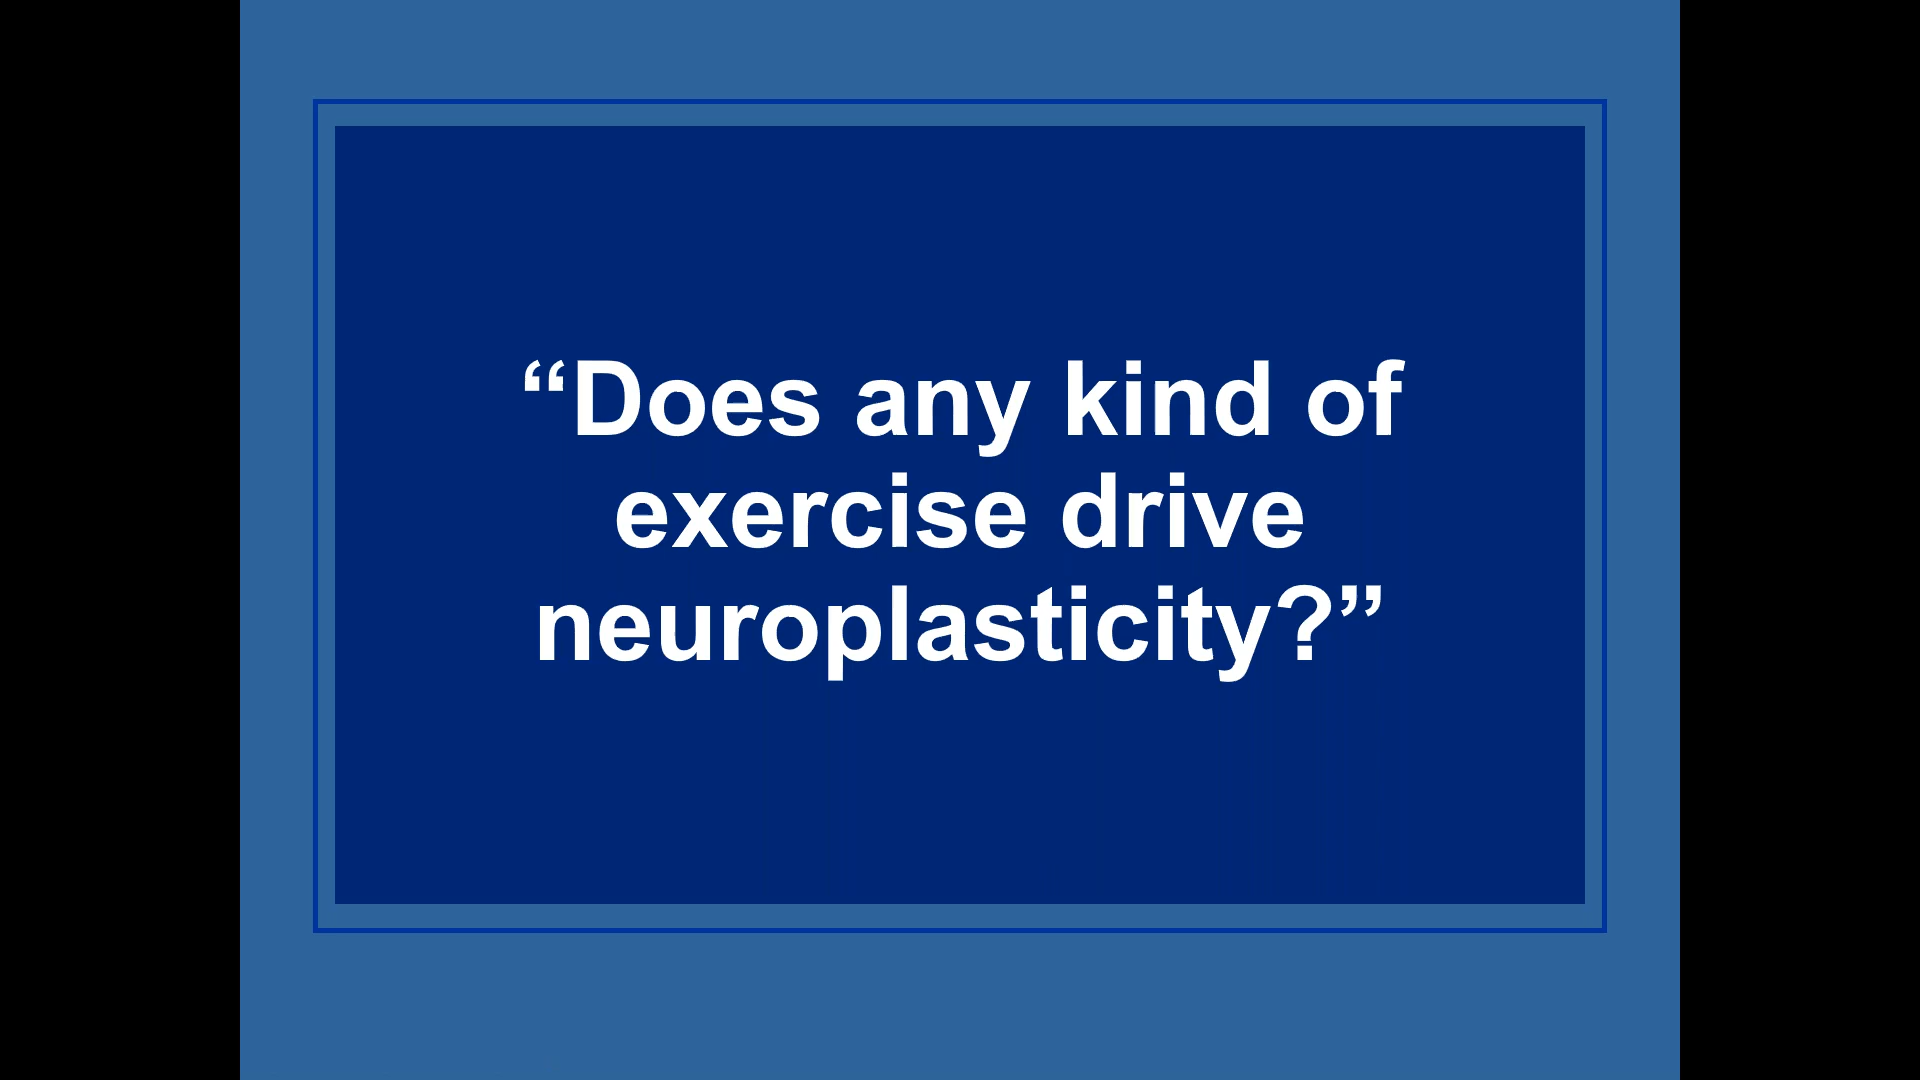 “Does any kind of
exercise drive
neuroplasticity?”